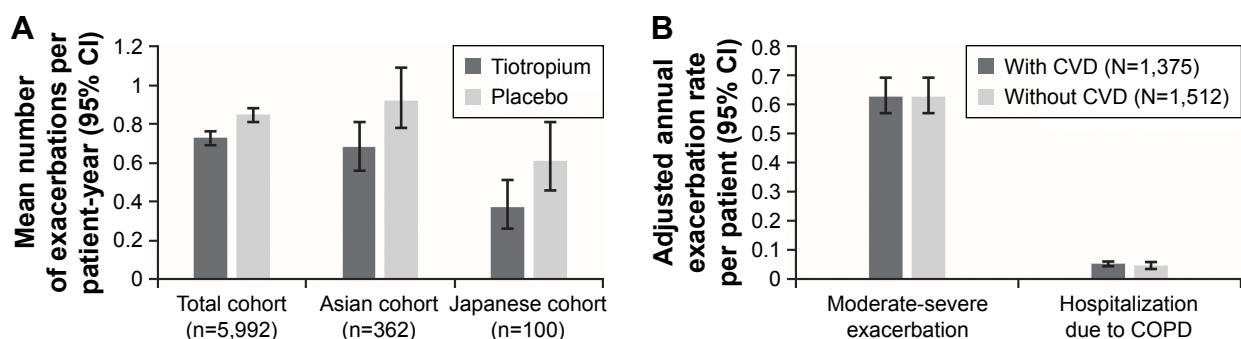 A
Mean number
of exacerbations per
patient-year (95% CI)
1.2
1
0.8
0.6
0.4
0.2
0
Tiotropium
Placebo
Total cohort
(n=5,992)
Asian cohort
(n=362)
Japanese cohort
(n=100)
B
Adjusted annual
exacerbation rate
per patient (95% CI)
0.8
0.7
0.6
0.5
0.4
0.3
0.2
0.1
0
With CVD (N=1,375)
Without CVD (N=1,512)
Moderate-severe
exacerbation
Hospitalization
due to COPD